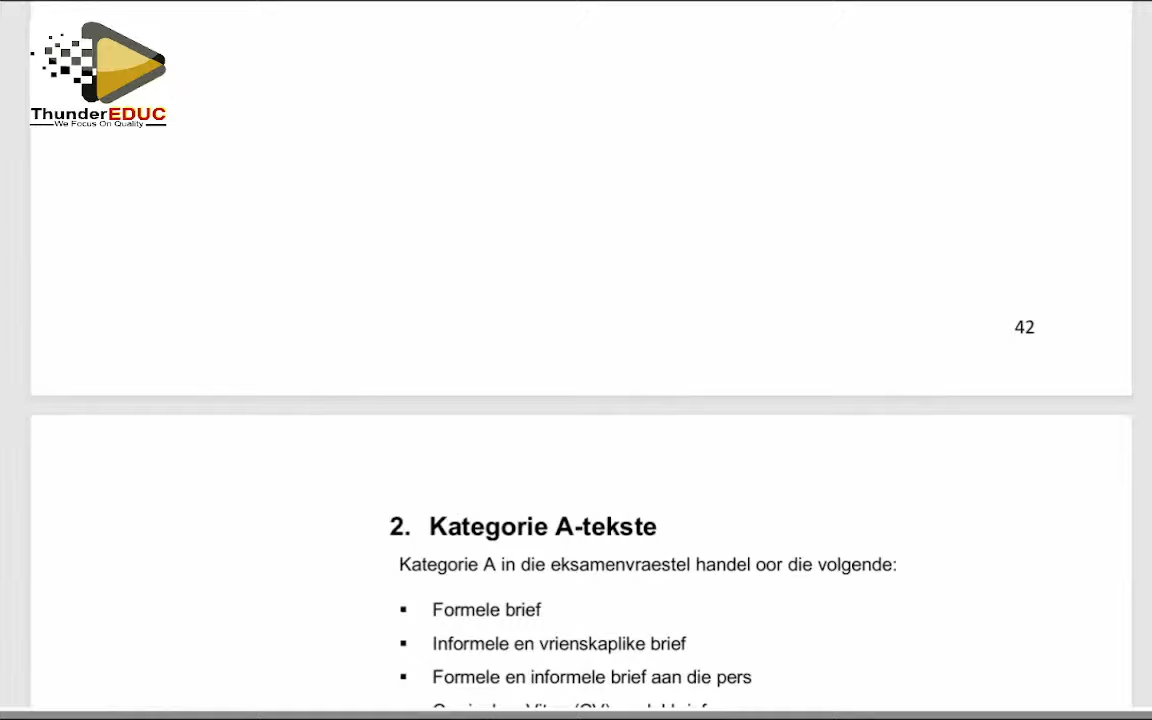 ThunderEDUC
We Focus On Quality
42
2. Kategorie A-tekste
Kategorie A in die eksamenvraestel handel oor die volgende:
▪ Formele brief
▪ Informele en vrienskaplike brief
▪ Formele en informele brief aan die pers